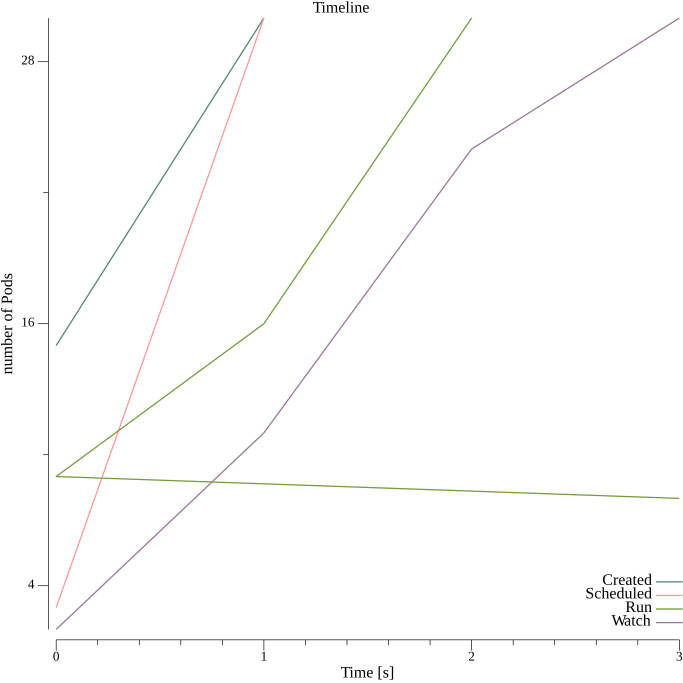 Timeline
28
16
4
number of Pods
Created
Scheduled
Run
Watch
0 1 2 3
Time [s]